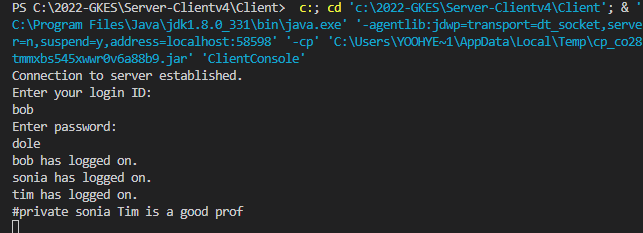 PS C:\2022-GKES\Server-Clientv4\Client>  c:; cd 'c:\2022-GKES\Server-Clientv4\Client'; & '
C:\Program Files\Java\jdk1.8.0_331\bin\java.exe' '-agentlib:jdwp=transport=dt_socket,serve
r=n,suspend=y,address=localhost:58598' '-cp' 'C:\Users\YOOHYE~1\AppData\Local\Temp\cp_co28
tmmxbs545xwwr0v6a88b9.jar' 'ClientConsole'
Connection to server established.
Enter your login ID:
bob
Enter password:
dole
bob has logged on.
sonia has logged on.
tim has logged on.
#private sonia Tim is a good prof